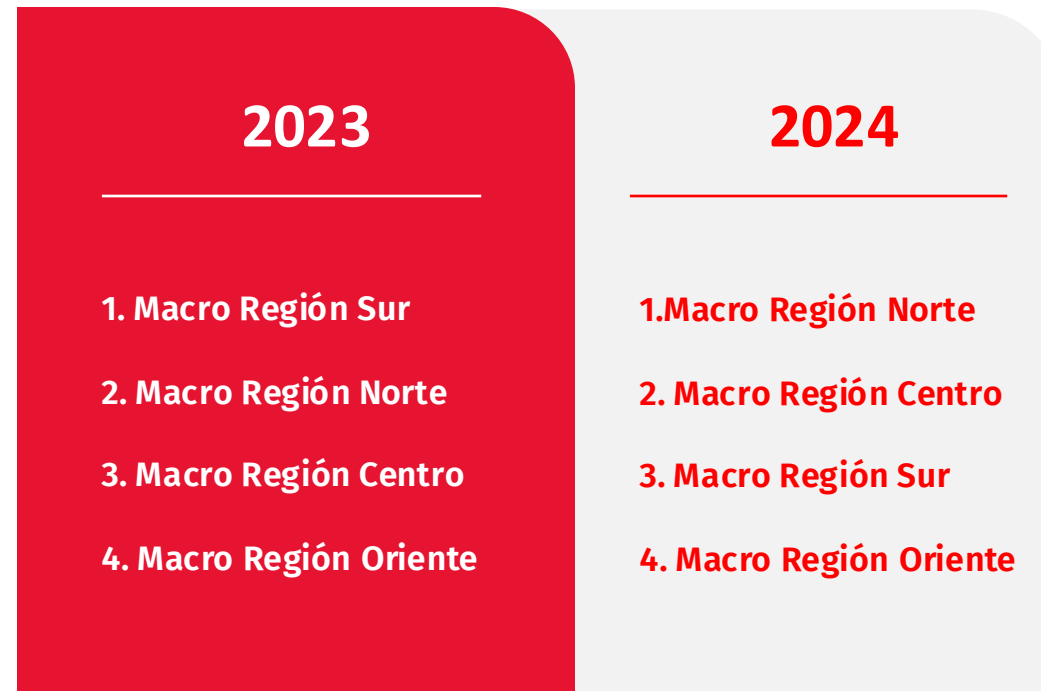 2023
1. Macro Región Sur
2. Macro Región Norte
3. Macro Región Centro
4. Macro Región Oriente
2024
1.Macro Región Norte
2. Macro Región Centro
3. Macro Región Sur
4. Macro Región Oriente